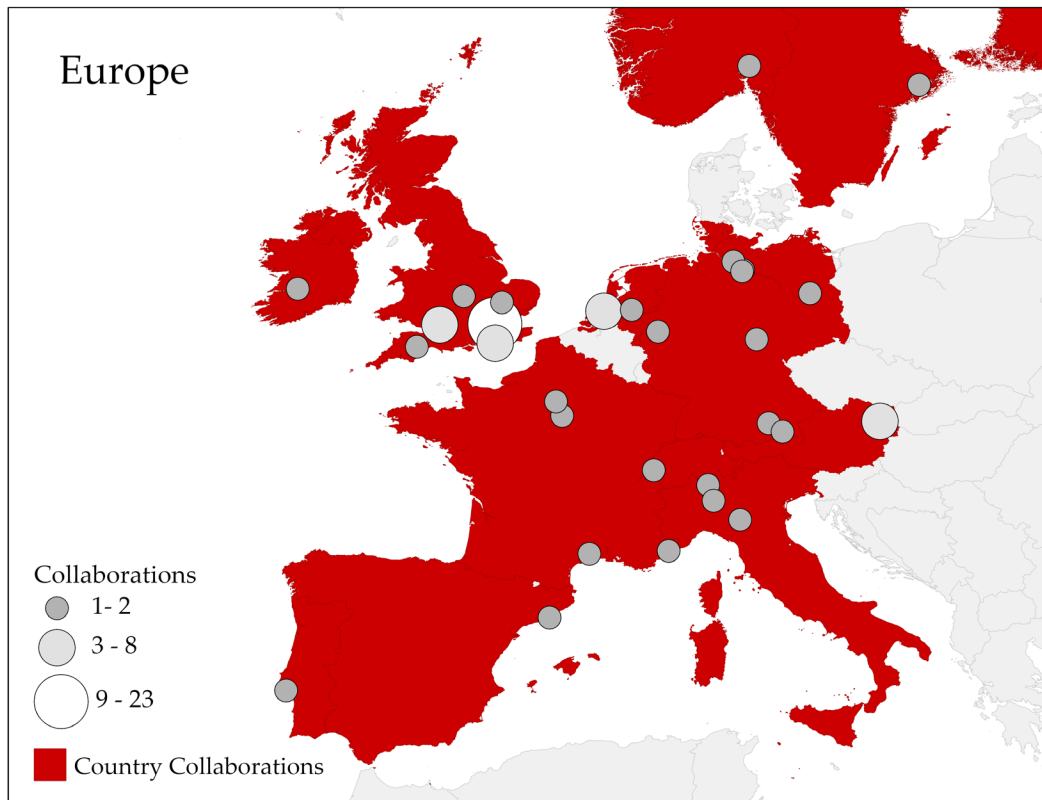 Europe
Collaborations
1- 2
3 - 8
9 - 23
Country Collaborations